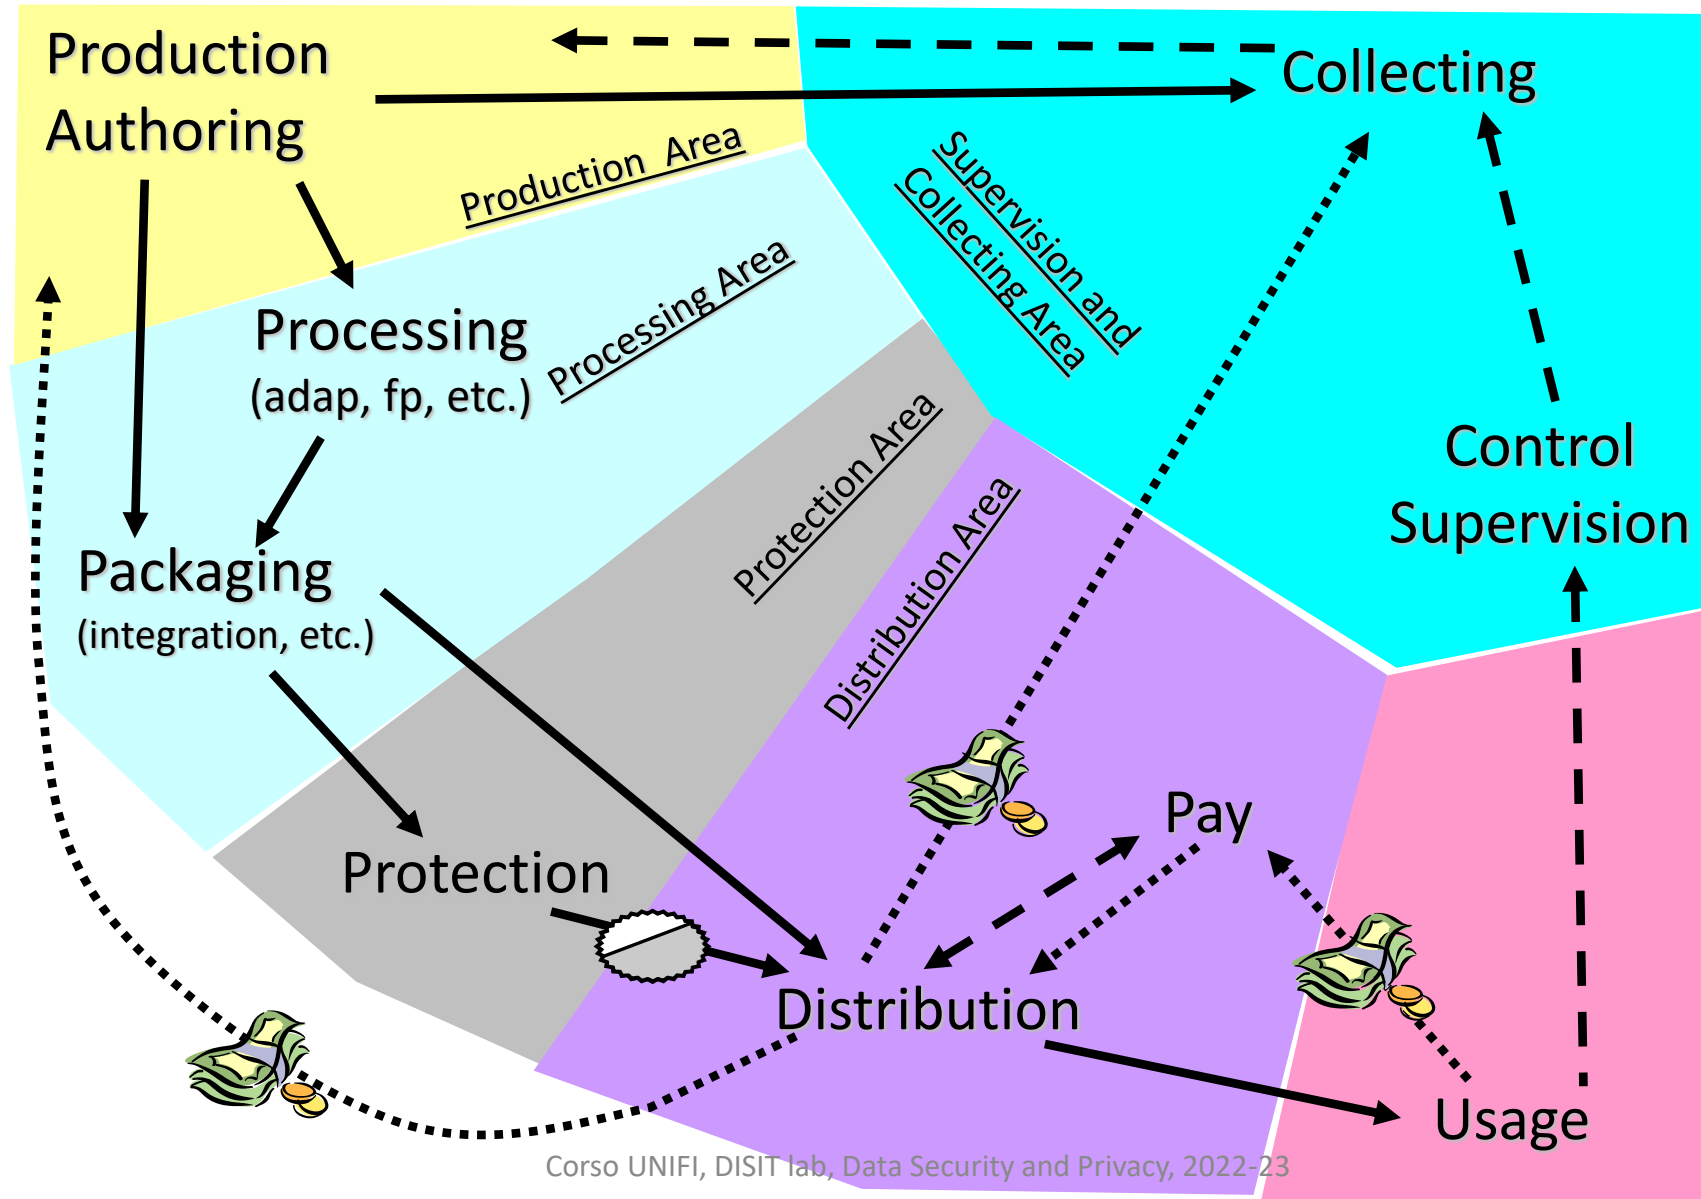 Production
Authoring
Collecting
Production Area
Supervision and
Collecting Area
Processing
(adap, fp, etc.)
Processing Area
Protection Area
Control
Supervision
Distribution Area
Packaging
(integration, etc.)
Pay
Protection
Distribution
Usage
Corso UNIFI, DISIT lab, Data Security and Privacy, 2022-23